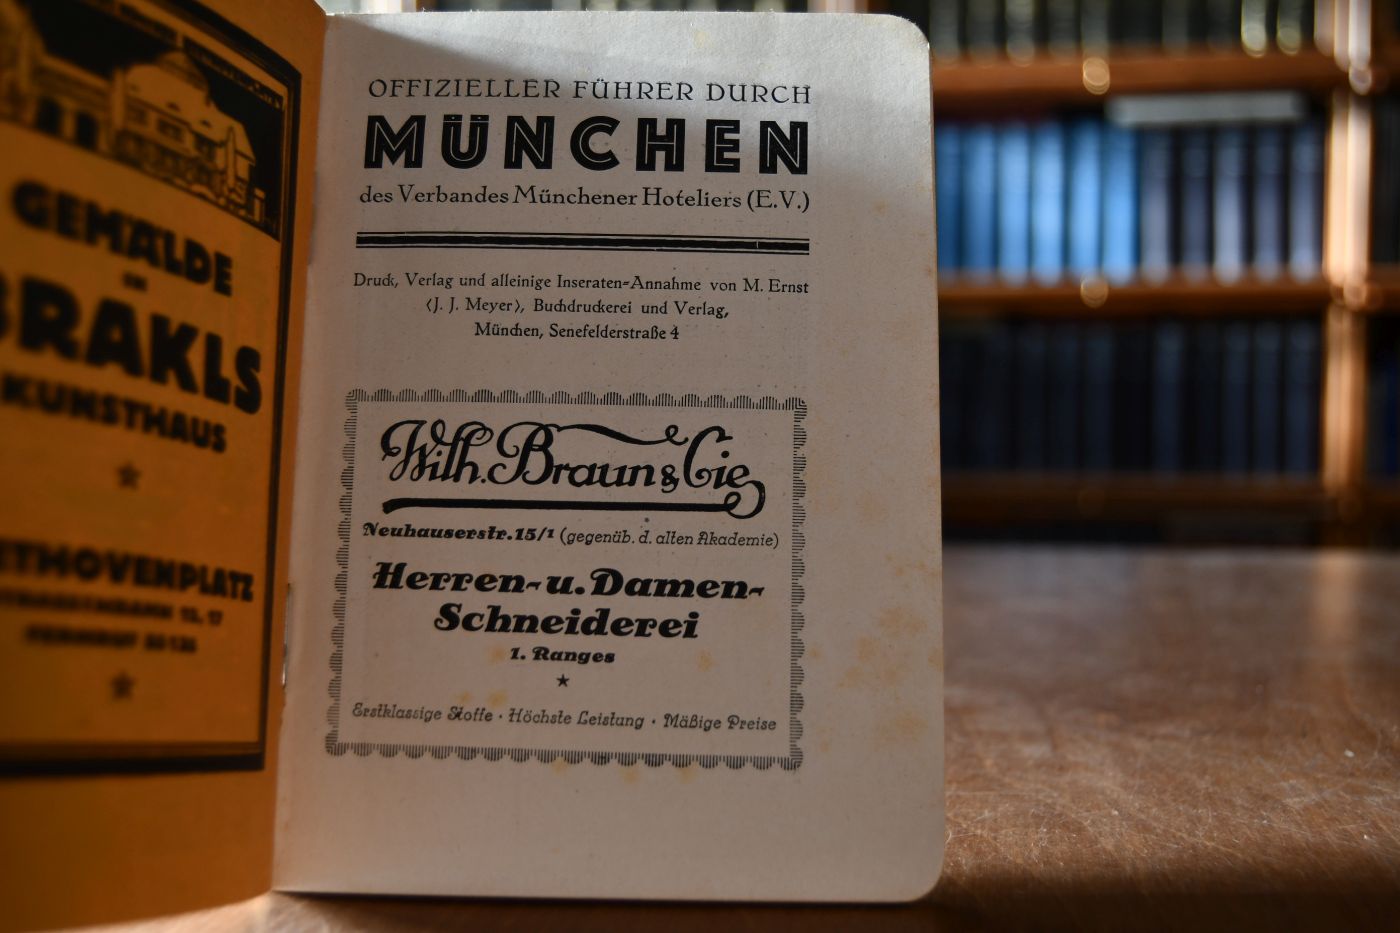 GEMÄLDE
IN
BRAKLS
KUNSTHAUS
THOVENPLATZ
OFFIZIELLER FÜHRER DURCH
MÜNCHEN
des Verbandes Münchener Hoteliers (E.V.)
Druck, Verlag und alleinige Inseraten-Annahme von M. Ernst
(J. J. Meyer), Buchdruckerei und Verlag,
München, Senefelderstraße 4
Wilh. Braun & Cie
Neuhauserstr. 15/1 (gegenüb. d. alten Akademie)
Herren- u. Damen-
Schneiderei
1. Ranges
Erstklassige Stoffe · Höchste Leistung · Mäßige Preise